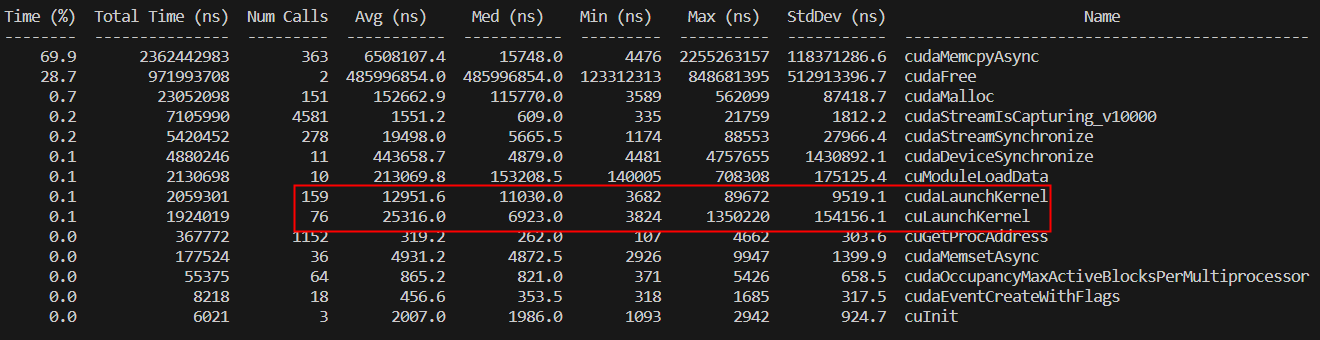 Time (%)  Total Time (ns)  Num Calls   Avg (ns)     Med (ns)    Min (ns)    Max (ns)   StdDev (ns)                     Name
--------  ---------------  ---------  -----------  -----------  ---------  ----------  -----------  ------------------------------------------
69.9       2362442983        363    6508107.4      15748.0       4476  2255263157  118371286.6  cudaMemcpyAsync
28.7        971993708          2  485996854.0  485996854.0  123312313   848681395  512913396.7  cudaFree
0.7         23052098        151     152662.9     115770.0       3589      562099      87418.7  cudaMalloc
0.2          7105990       4581       1551.2        609.0        335       21759       1812.2  cudaStreamIsCapturing_v10000
0.2          5420452        278      19498.0       5665.5       1174       88553      27966.4  cudaStreamSynchronize
0.1          4880246         11     443658.7       4879.0       4481     4757655    1430892.1  cudaDeviceSynchronize
0.1          2130698         10     213069.8     153208.5     140005      708308     175125.4  cuModuleLoadData
0.1          2059301        159      12951.6      11030.0       3682       89672       9519.1  cudaLaunchKernel
0.1          1924019         76      25316.0       6923.0       3824     1350220     154156.1  cuLaunchKernel
0.0           367772       1152        319.2        262.0        107        4662        303.6  cuGetProcAddress
0.0           177524         36       4931.2       4872.5       2926        9947       1399.9  cudaMemsetAsync
0.0            55375         64        865.2        821.0        371        5426        658.5  cudaOccupancyMaxActiveBlocksPerMultiprocessor
0.0             8218         18        456.6        353.5        318        1685        317.5  cudaEventCreateWithFlags
0.0             6021          3       2007.0       1986.0       1093        2942        924.7  cuInit